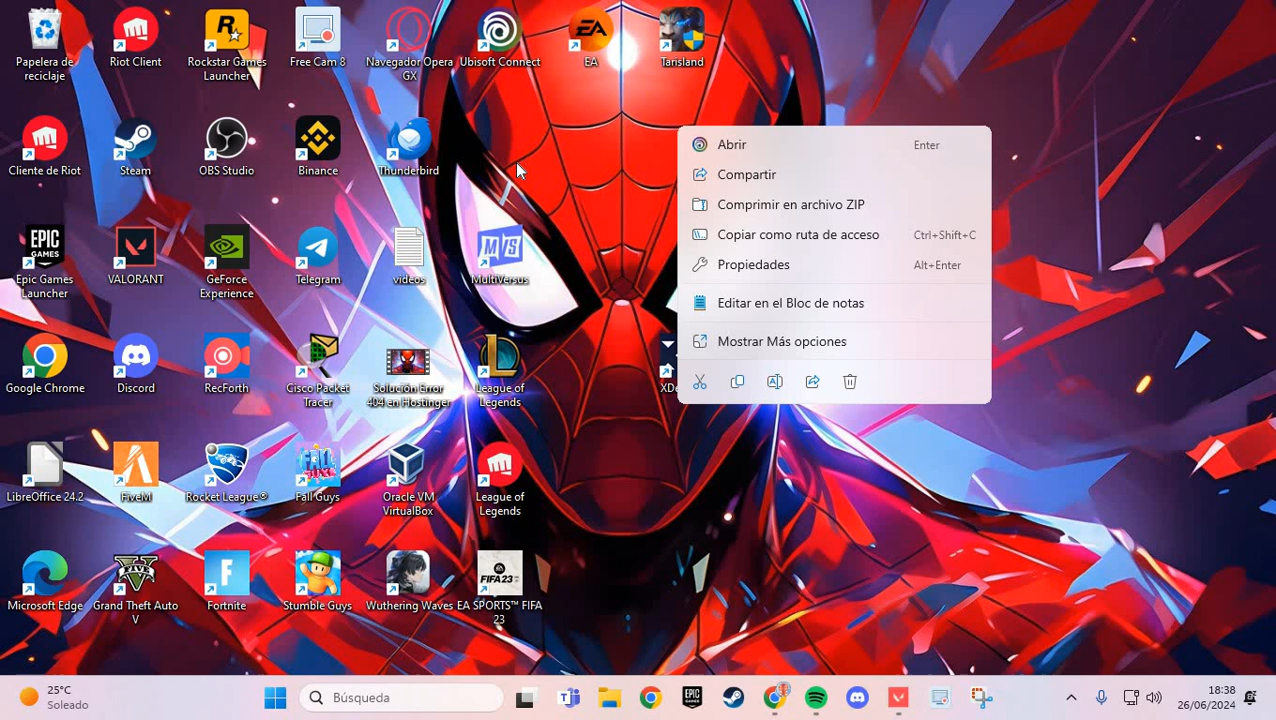 Papelera de
reciclaje
Riot Client
Rockstar Games
Launcher
Free Cam 8
Navegador Opera
GX
Ubisoft Connect
EA
EA
Tarisland
Cliente de Riot
Steam
OBS Studio
Binance
Thunderbird
EPIC
GAMES
Epic Games
Launcher
VALORANT
GeForce
Experience
Telegram
videos
MultiVersus
Google Chrome
Discord
RecForth
Cisco Packet
Tracer
Solución Error
404 en Hostinger
League of
Legends
LibreOffice 24.2
FiveM
Rocket League®
FALL
GUYS
Fall Guys
Oracle VM
VirtualBox
League of
Legends
Microsoft Edge
Grand Theft Auto
V
Fortnite
Stumble Guys
Wuthering Waves
FIFA 23
EA SPORTS™ FIFA
23
Abrir Enter
Compartir
Comprimir en archivo ZIP
Copiar como ruta de acceso Ctrl+Shift+C
Propiedades Alt+Enter
Editar en el Bloc de notas
Mostrar Más opciones
25°C
Soleado
Búsqueda
18:38
26/06/2024